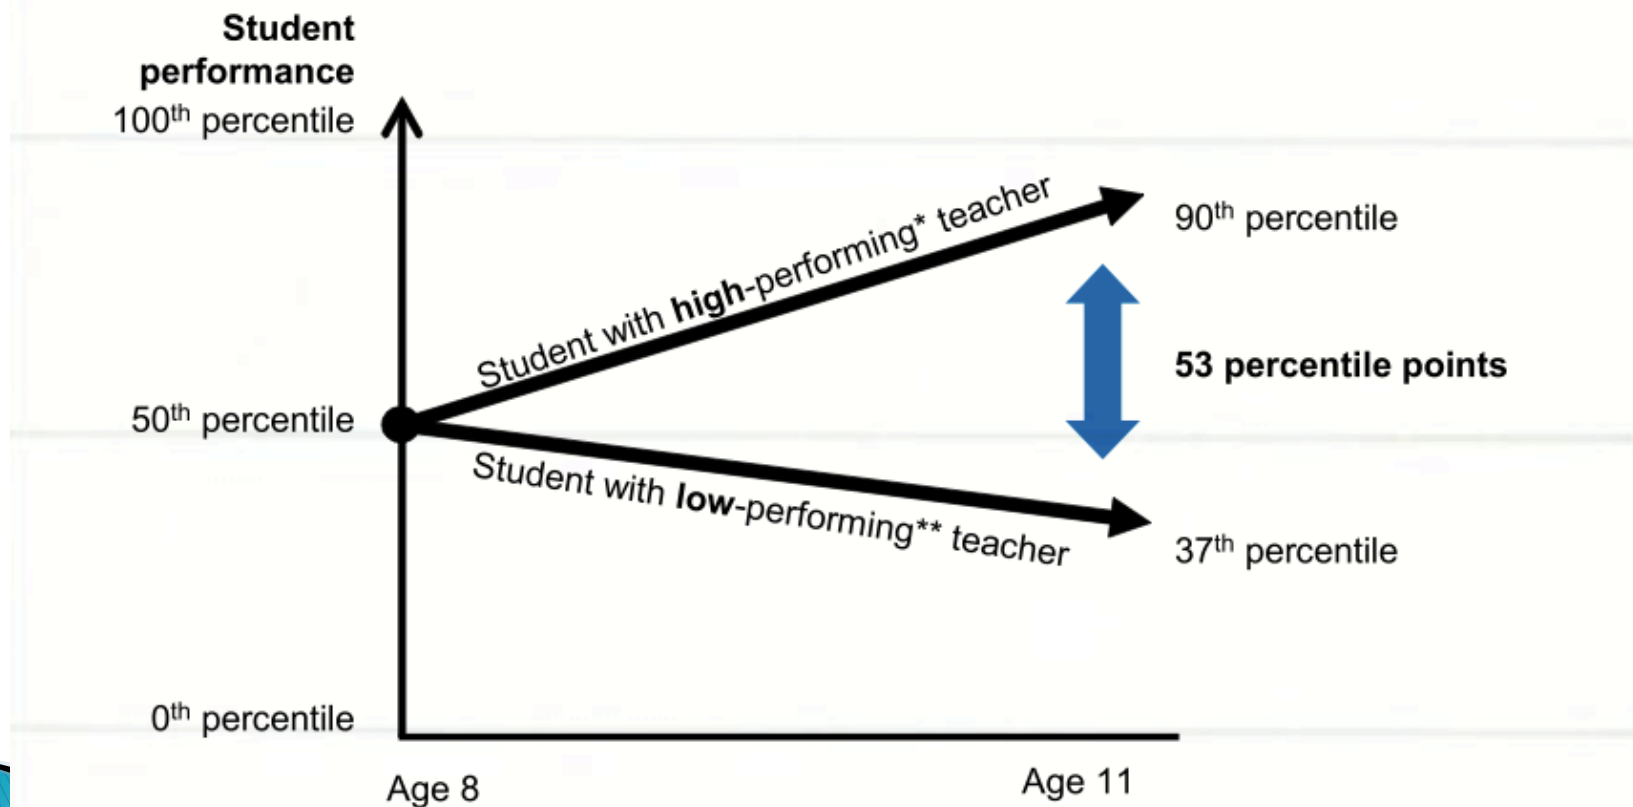 Student
performance
100th percentile
Student with high-performing* teacher
90th percentile
53 percentile points
50th percentile
Student with low-performing** teacher
37th percentile
0th percentile
Age 8
Age 11